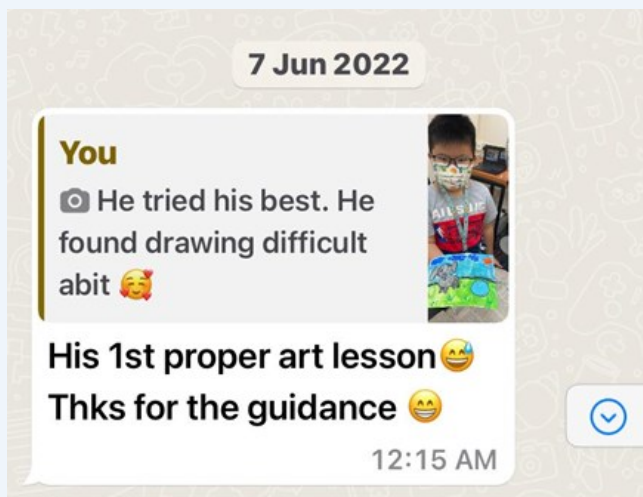 7 Jun 2022
You
📷 He tried his best. He
found drawing difficult
abit 🥰
His 1st proper art lesson😅
Thks for the guidance 😁
12:15 AM